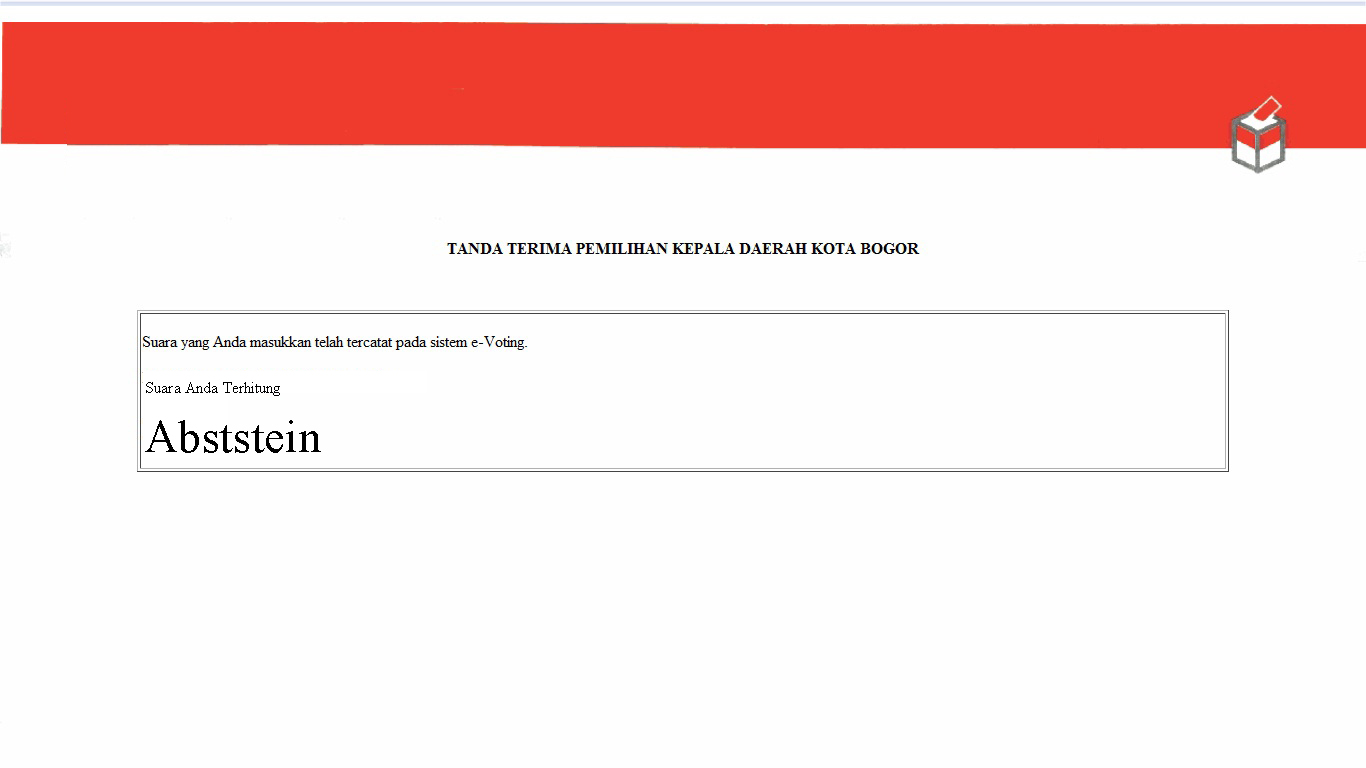 TANDA TERIMA PEMILIHAN KEPALA DAERAH KOTA BOGOR
Suara yang Anda masukkan telah tercatat pada sistem e-Voting.
Suara Anda Terhitung
Abststein